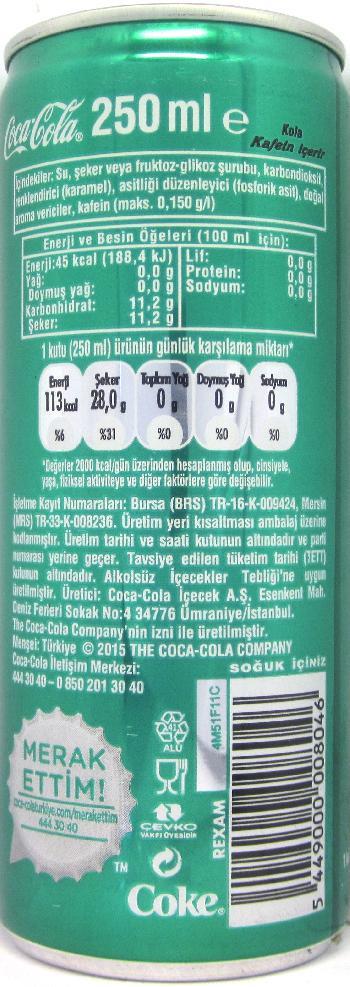 Coca-Cola 250 ml e
Kola
Kafein İçerir
İçindekiler: Su, şeker veya fruktoz-glikoz şurubu, karbondioksit,
renklendirici (karamel), asitliği düzenleyici (fosforik asit), doğal
aroma vericiler, kafein (maks. 0,150 g/l)
Enerji ve Besin Öğeleri (100 ml için):
Enerji:45 kcal (188,4 kJ)
Yağ: 0,0 g
Doymuş yağ: 0,0 g
Karbonhidrat: 11,2 g
Şeker: 11,2 g
Lif: 0,0 g
Protein: 0,0 g
Sodyum: 0,0 g
1 kutu (250 ml) ürünün günlük karşılama miktarı*
Enerji Şeker Toplam Yağ Doymuş Yağ Sodyum
113 kcal 28,0 g 0 g 0 g 0 g
%6 %31 %0 %0 %0
*Değerler 2000 kcal/gün üzerinden hesaplanmış olup, cinsiyete,
yaşa, fiziksel aktiviteye ve diğer faktörlere göre değişebilir.
İşletme Kayıt Numaraları: Bursa (BRS) TR-16-K-009424, Mersin
(MRS) TR-33-K-008236. Üretim yeri kısaltması ambalaj üzerine
kodlanmıştır. Üretim tarihi ve saati kutunun altındadır ve parti
numarası yerine geçer. Tavsiye edilen tüketim tarihi (TETT)
kutunun altındadır. Alkolsüz İçecekler Tebliği'ne uygun
üretilmiştir. Üretici: Coca-Cola İçecek A.Ş. Esenkent Mah.
Deniz Feneri Sokak No:4 34776 Ümraniye/İstanbul.
The Coca-Cola Company'nin izni ile üretilmiştir.
Menşei: Türkiye © 2015 THE COCA-COLA COMPANY
Coca-Cola İletişim Merkezi:
444 30 40 - 0 850 201 30 40
SOĞUK İÇİNİZ
MERAK
ETTİM!
coca-colaturkiye.com/merakettim
444 30 40
TM
41
ALU
ÇEVKO
VAKFI ÜYESİDİR
Coke®
4M51F11C
REXAM
5 449000 008046